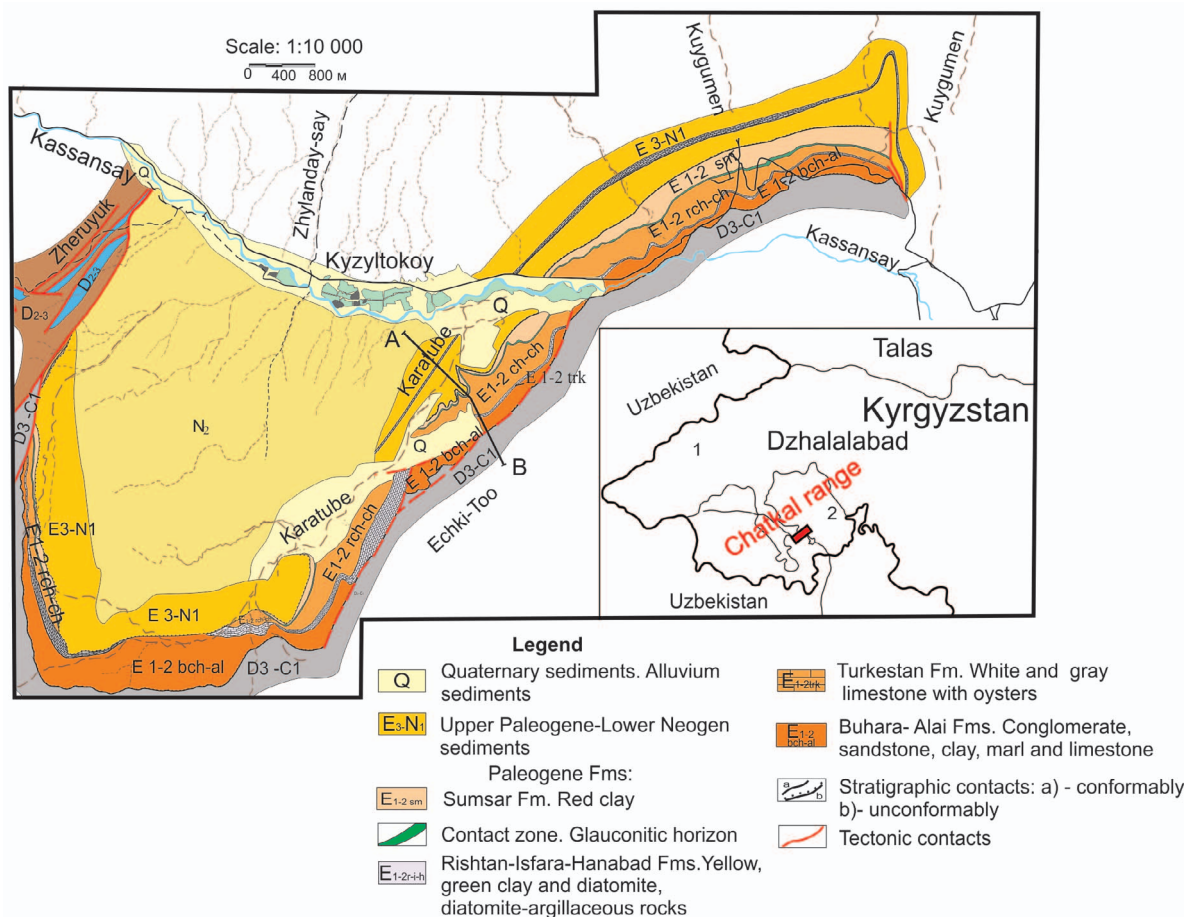 Scale: 1:10 000
0 400 800 м
Kassansay
Q
Zheruyuk
D2-3
D2-3
D3-C1
Zhylanday-say
Kyzyltokoy
Kuygumen
Kuygumen
E 3-N1
E 1-2 sm
E 1-2 bch-al
E1-2 rch-ch
D3-C1
Kassansay
Q
A
Karatube
E1-2 ch-ch
E 1-2 trk
N2
Q
E 1-2 bch-al
D3-C1
B
Echki-Too
Karatube
E1-2 rch-ch
E3-N1
E1-2 rch-ch
E 3-N1
E 1-2 bch-al
D3 -C1
Talas
Uzbekistan
Kyrgyzstan
Dzhalalabad
1
2
Chatkal range
Uzbekistan
Legend
Q Quaternary sediments. Alluvium
sediments
E3-N1 Upper Paleogene-Lower Neogen
sediments
Paleogene Fms:
E1-2 sm Sumsar Fm. Red clay
Contact zone. Glauconitic horizon
E1-2r-i-h Rishtan-Isfara-Hanabad Fms.Yellow,
green clay and diatomite,
diatomite-argillaceous rocks
E1-2trk Turkestan Fm. White and gray
limestone with oysters
E1-2 bch-al Buhara- Alai Fms. Conglomerate,
sandstone, clay, marl and limestone
a b Stratigraphic contacts: a) - conformably
b)- unconformably
Tectonic contacts